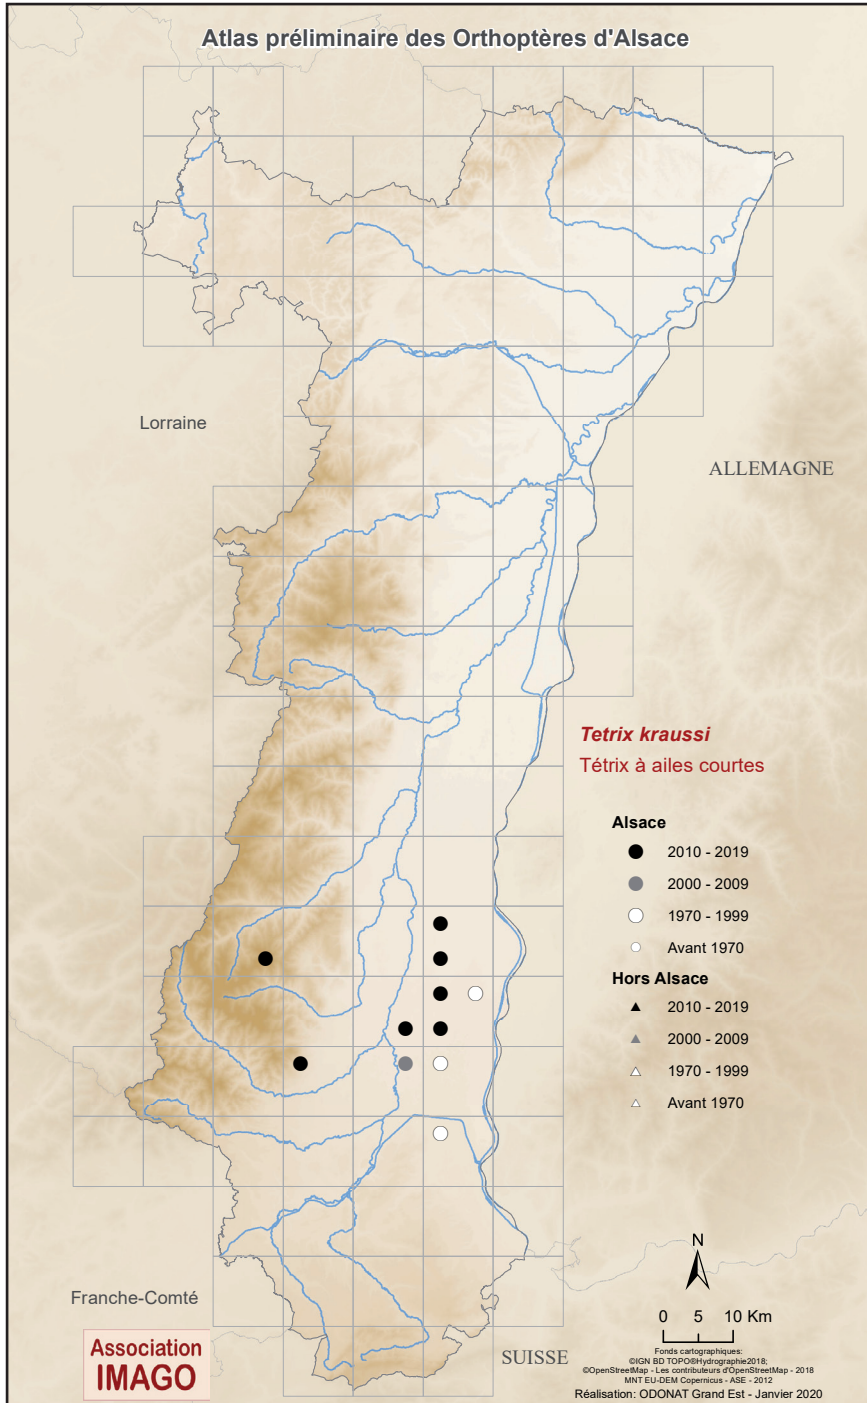 Atlas préliminaire des Orthoptères d'Alsace
Lorraine
ALLEMAGNE
Tetrix kraussi
Tétrix à ailes courtes
Alsace
2010 - 2019
2000 - 2009
1970 - 1999
Avant 1970
Hors Alsace
2010 - 2019
2000 - 2009
1970 - 1999
Avant 1970
N
0 5 10 Km
Franche-Comté
SUISSE
Association
IMAGO
Fonds cartographiques:
©IGN BD TOPO®Hydrographie2018;
©OpenStreetMap - Les contributeurs d'OpenStreetMap - 2018
MNT EU-DEM Copernicus - ASE - 2012
Réalisation: ODONAT Grand Est - Janvier 2020